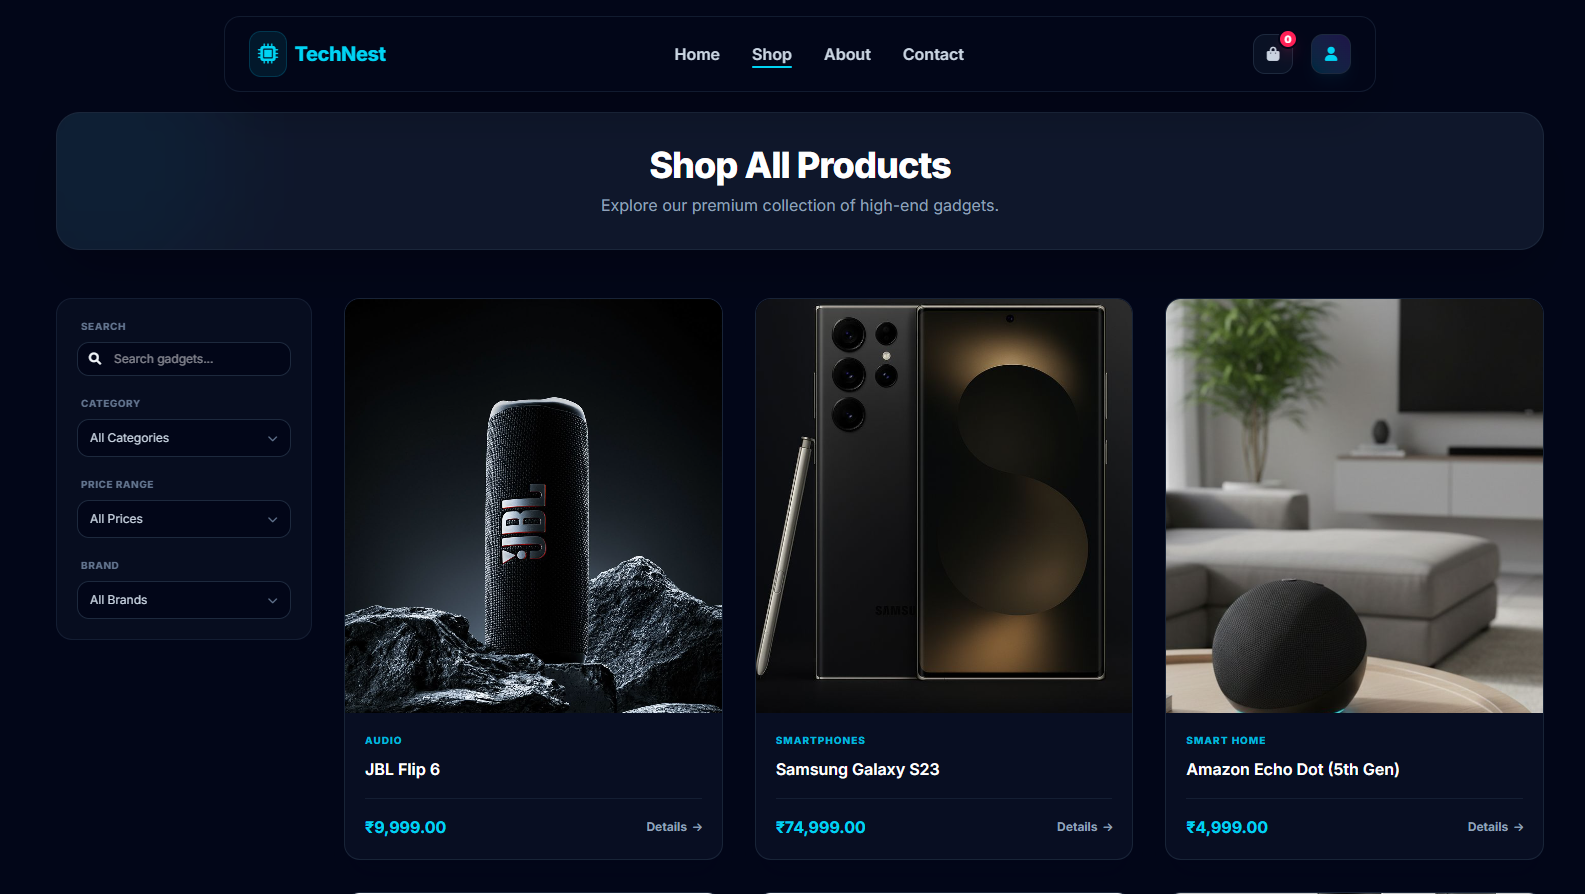 TechNest
Home
Shop
About
Contact
0
Shop All Products
Explore our premium collection of high-end gadgets.
SEARCH
Search gadgets...
CATEGORY
All Categories
PRICE RANGE
All Prices
BRAND
All Brands
JBL
AUDIO
JBL Flip 6
₹9,999.00
Details →
SMARTPHONES
Samsung Galaxy S23
₹74,999.00
Details →
SMART HOME
Amazon Echo Dot (5th Gen)
₹4,999.00
Details →